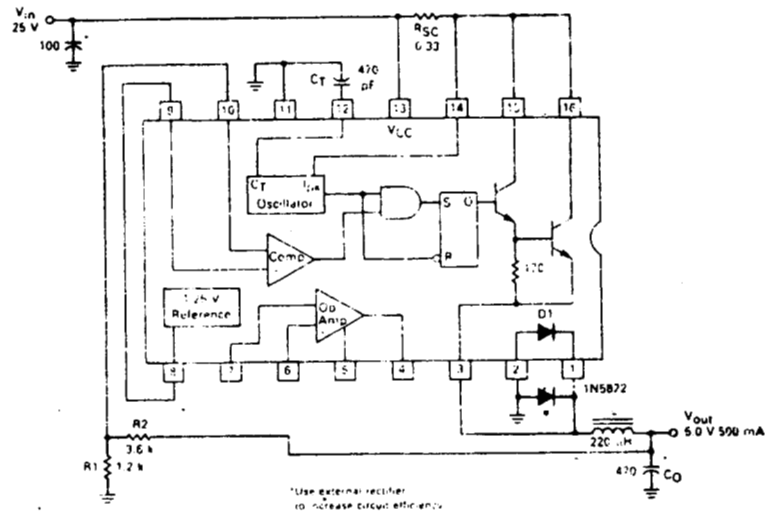 Vin
25 V
100
RSC
0.33
CT
470
pF
9
10
11
12
13
14
15
16
VCC
CT Ipk
Oscillator
S Q
R
Comp
170
1.25 V
Reference
Op
Amp
D1
8
7
6
5
4
3
2
1
1N5822
*
Vout
5.0 V 500 mA
220 µH
R2
3.6 k
R1
1.2 k
470
CO
*Use external rectifier
to increase circuit efficiency